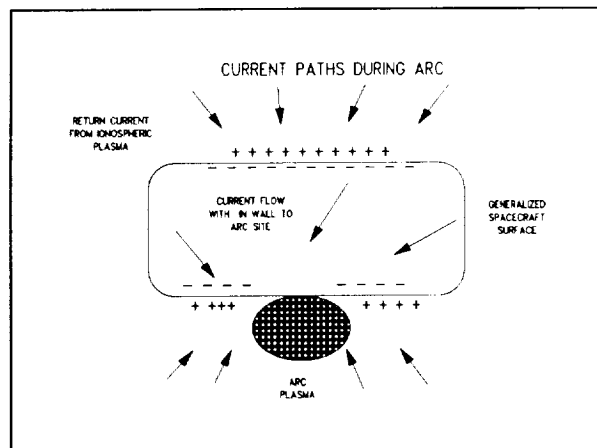 CURRENT PATHS DURING ARC
RETURN CURRENT
FROM IONOSPHERIC
PLASMA
+ + + + + + + + + +
− − − − − − − − − − − −
CURRENT FLOW
WITH IN WALL TO
ARC SITE
GENERALIZED
SPACECRAFT
SURFACE
− − − −
− − − −
+ +++
+ + + +
ARC
PLASMA